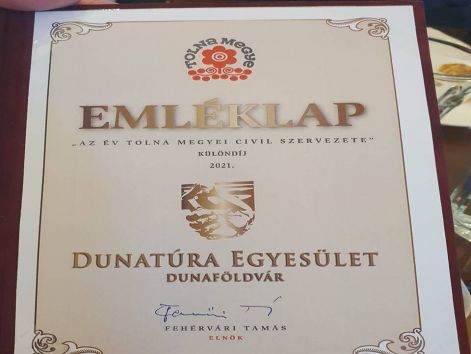 TOLNA MEGYE
EMLÉKLAP
„AZ ÉV TOLNA MEGYEI CIVIL SZERVEZETE”
KÜLÖNDÍJ
2021.
DUNATÚRA EGYESÜLET
DUNAFÖLDVÁR
FEHÉRVÁRI TAMÁS
ELNÖK